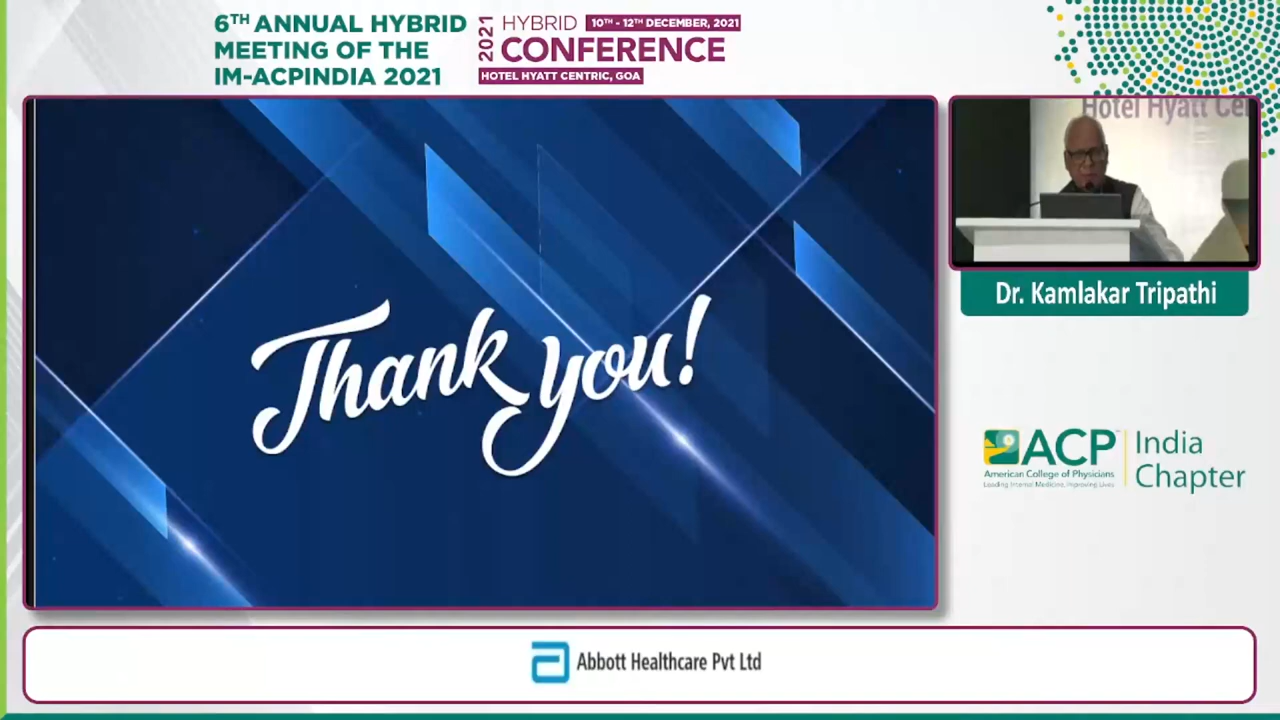 6TH ANNUAL HYBRID
MEETING OF THE
IM-ACPINDIA 2021
2021
HYBRID 10TH - 12TH DECEMBER, 2021
CONFERENCE
HOTEL HYATT CENTRIC, GOA
Hotel Hyatt Ce
Thank you!
Dr. Kamlakar Tripathi
ACP India Chapter
American College of Physicians
Leading Internal Medicine, Improving Lives
Abbott Healthcare Pvt Ltd